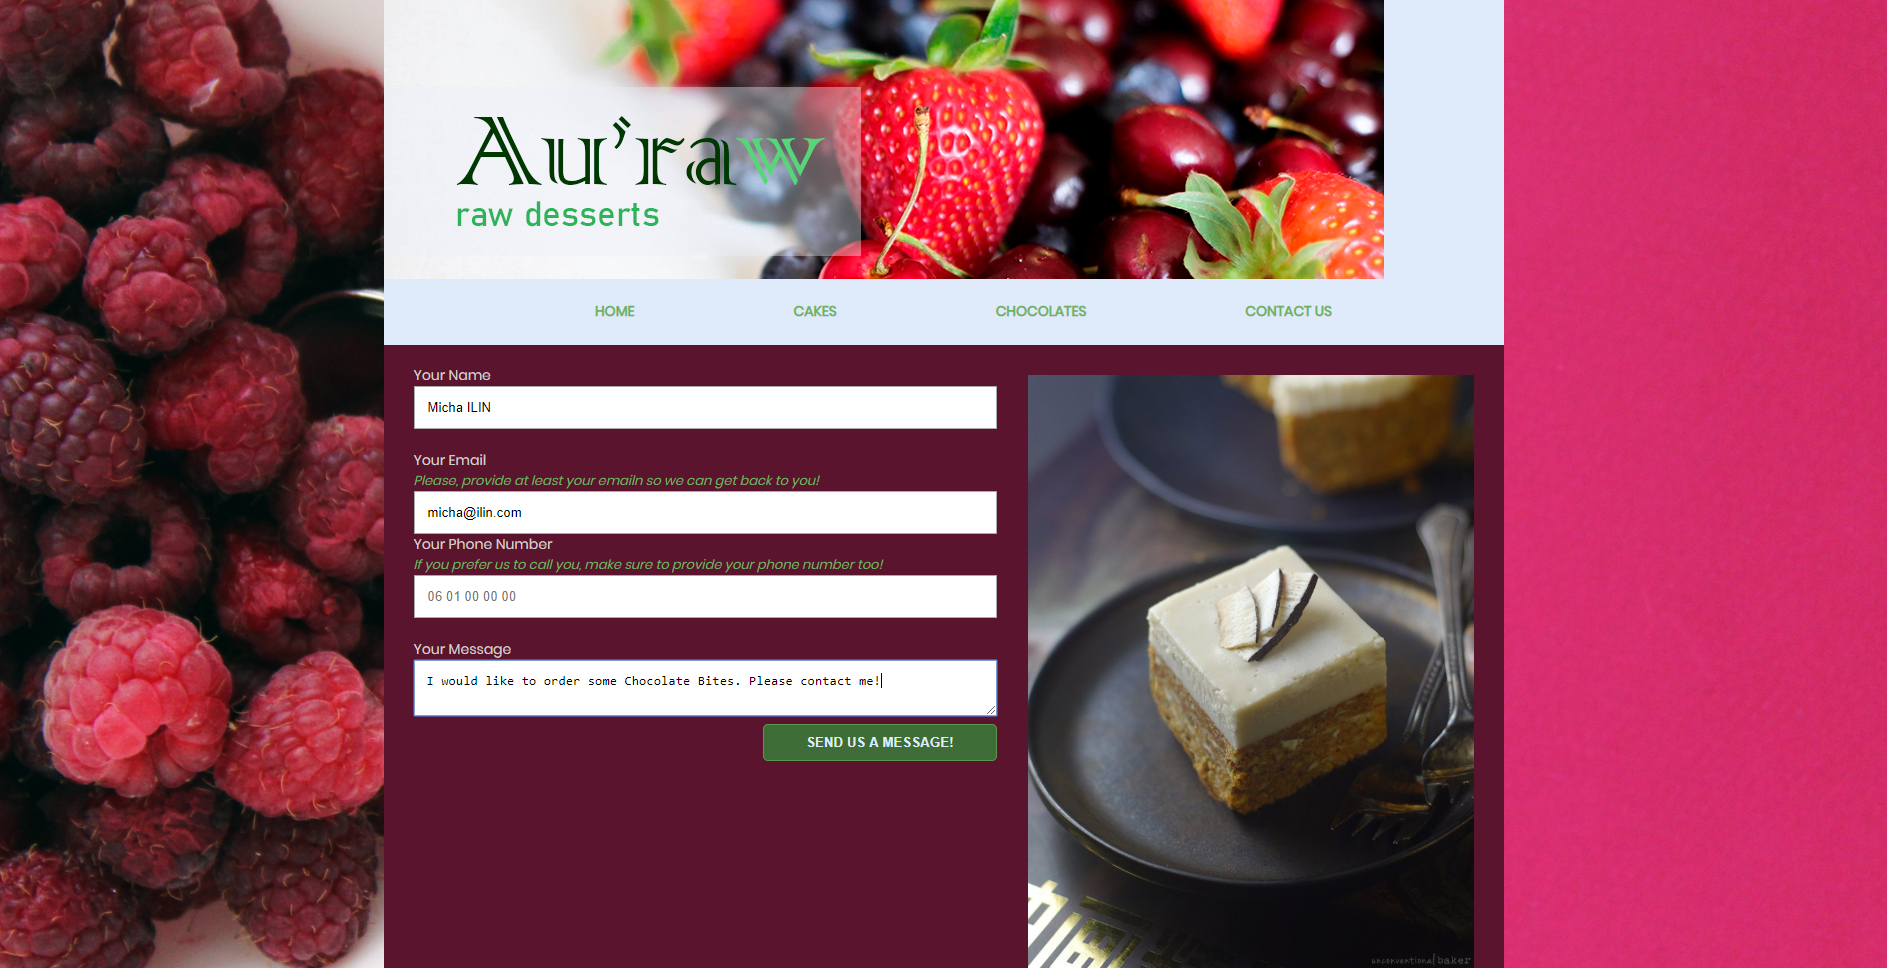 Au'raw
raw desserts
HOME CAKES CHOCOLATES CONTACT US
Your Name
Micha ILIN
Your Email
Please, provide at least your emailn so we can get back to you!
micha@ilin.com
Your Phone Number
If you prefer us to call you, make sure to provide your phone number too!
06 01 00 00 00
Your Message
I would like to order some Chocolate Bites. Please contact me!
SEND US A MESSAGE!
unconventional baker